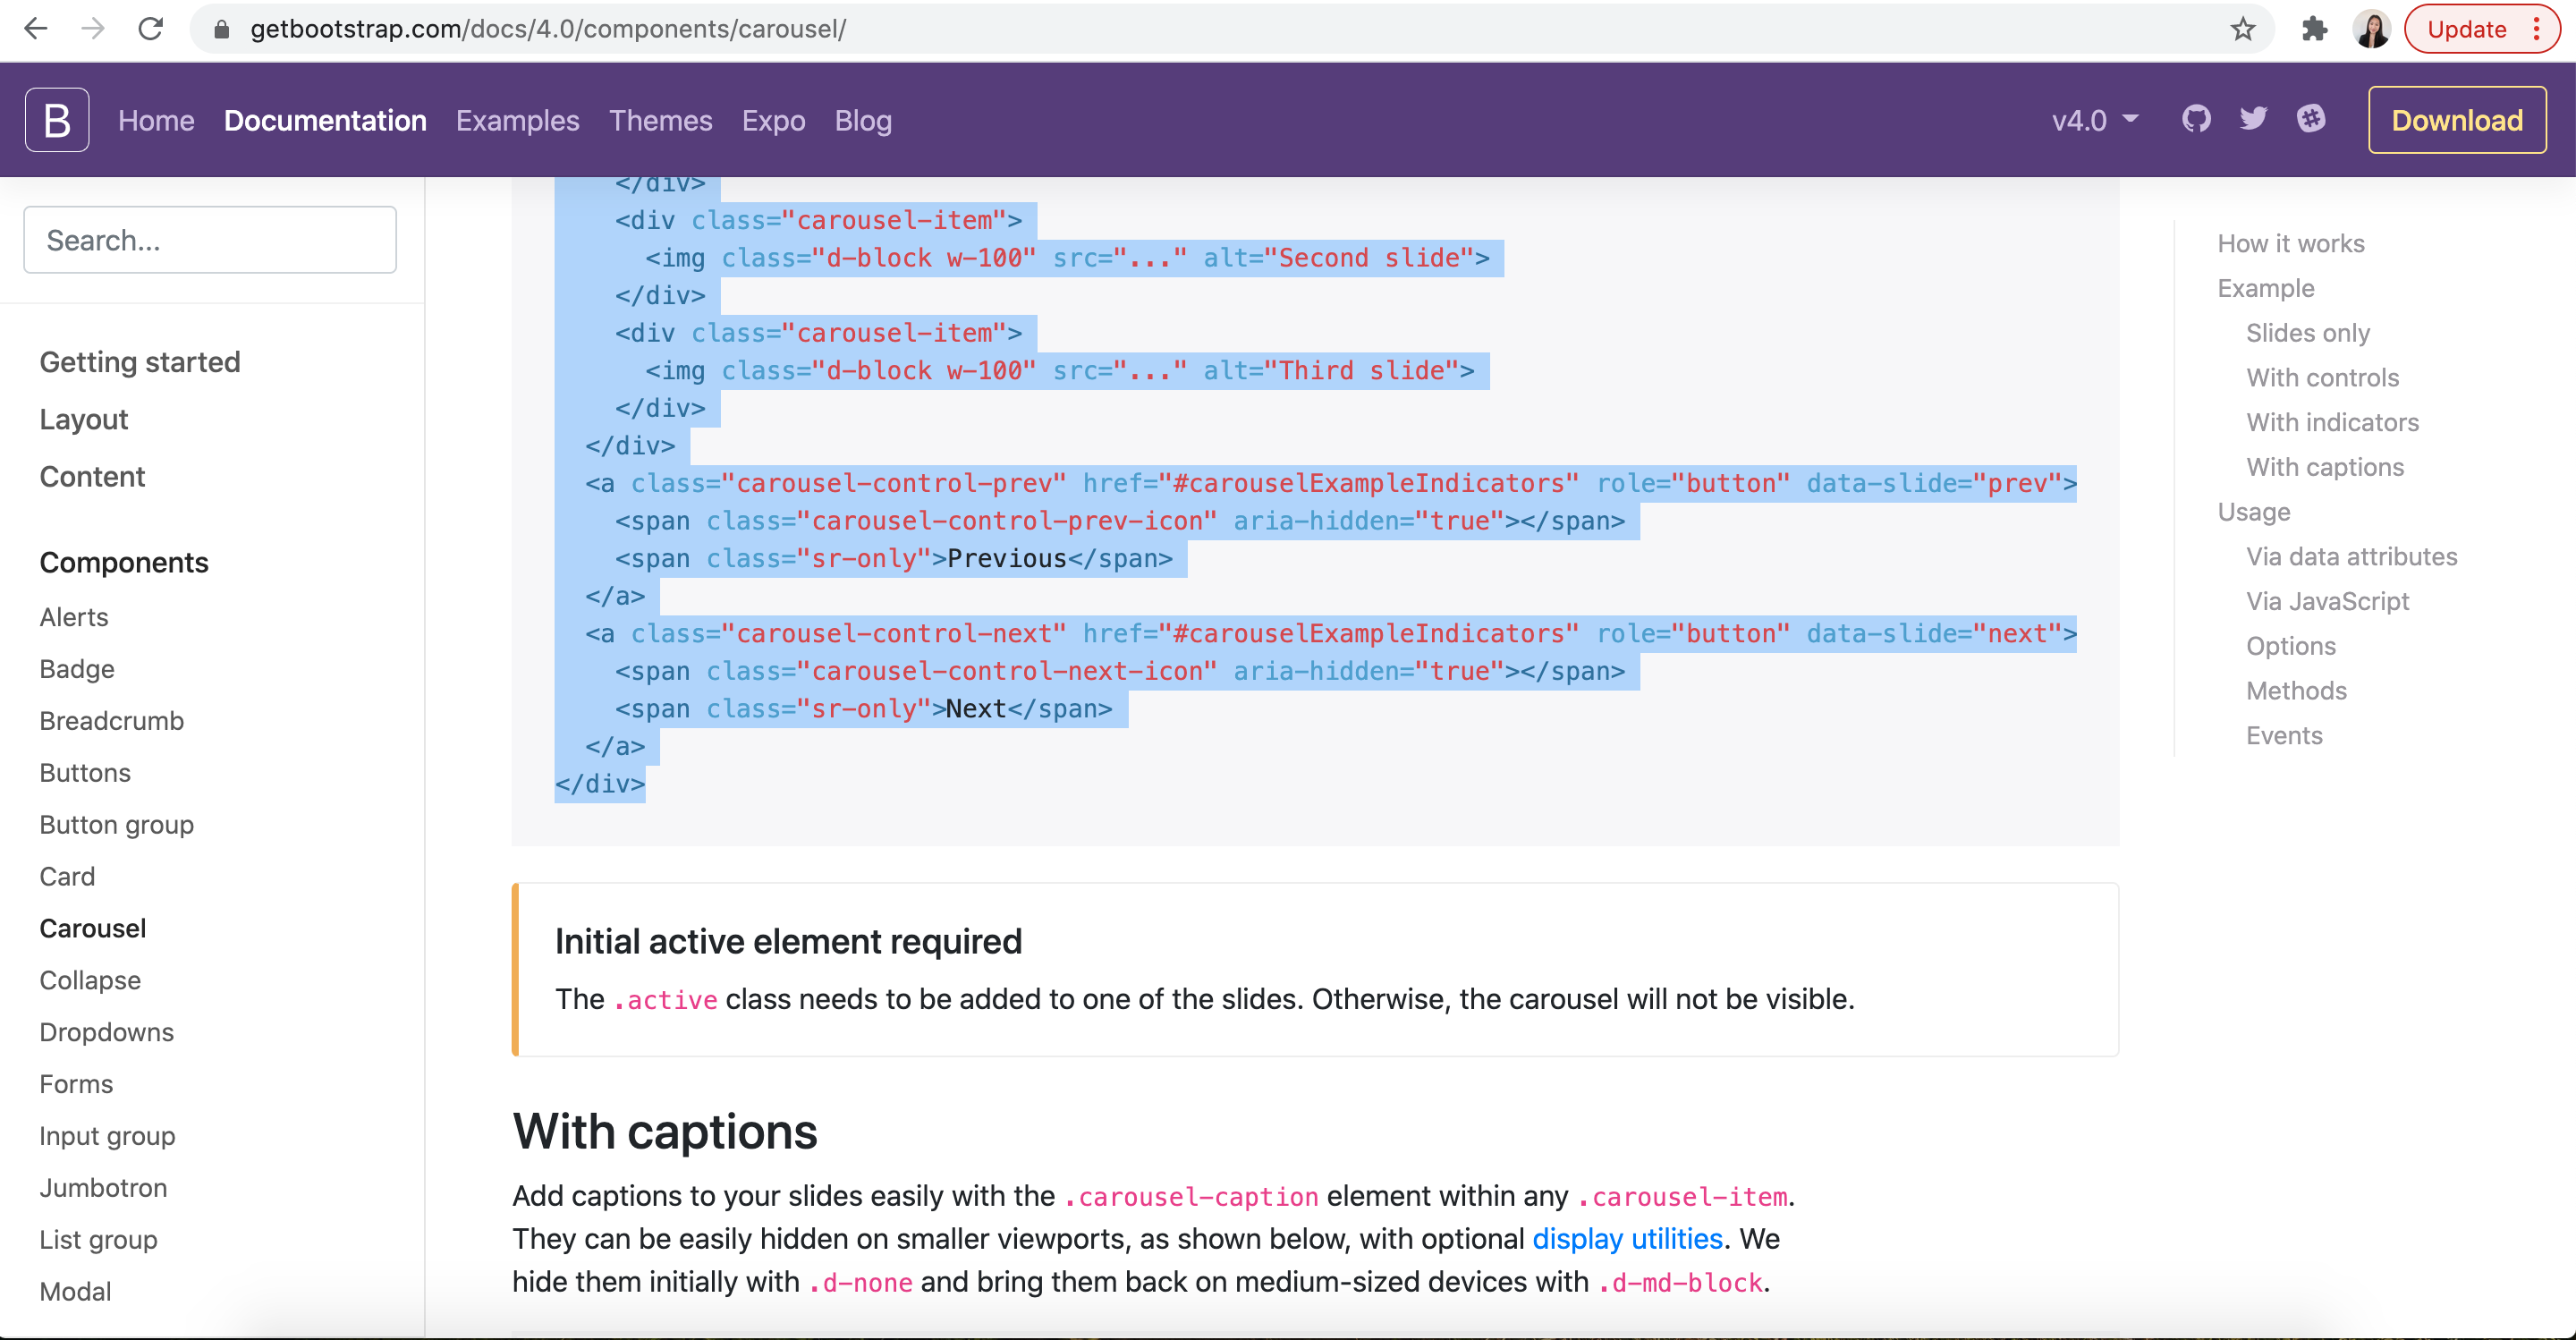 getbootstrap.com/docs/4.0/components/carousel/
Update
B Home Documentation Examples Themes Expo Blog v4.0 Download
Search...
Getting started
Layout
Content
Components
Alerts
Badge
Breadcrumb
Buttons
Button group
Card
Carousel
Collapse
Dropdowns
Forms
Input group
Jumbotron
List group
Modal
</div>
<div class="carousel-item">
<img class="d-block w-100" src="..." alt="Second slide">
</div>
<div class="carousel-item">
<img class="d-block w-100" src="..." alt="Third slide">
</div>
</div>
<a class="carousel-control-prev" href="#carouselExampleIndicators" role="button" data-slide="prev">
<span class="carousel-control-prev-icon" aria-hidden="true"></span>
<span class="sr-only">Previous</span>
</a>
<a class="carousel-control-next" href="#carouselExampleIndicators" role="button" data-slide="next">
<span class="carousel-control-next-icon" aria-hidden="true"></span>
<span class="sr-only">Next</span>
</a>
</div>
Initial active element required
The .active class needs to be added to one of the slides. Otherwise, the carousel will not be visible.
With captions
Add captions to your slides easily with the .carousel-caption element within any .carousel-item.
They can be easily hidden on smaller viewports, as shown below, with optional display utilities. We
hide them initially with .d-none and bring them back on medium-sized devices with .d-md-block.
How it works
Example
Slides only
With controls
With indicators
With captions
Usage
Via data attributes
Via JavaScript
Options
Methods
Events